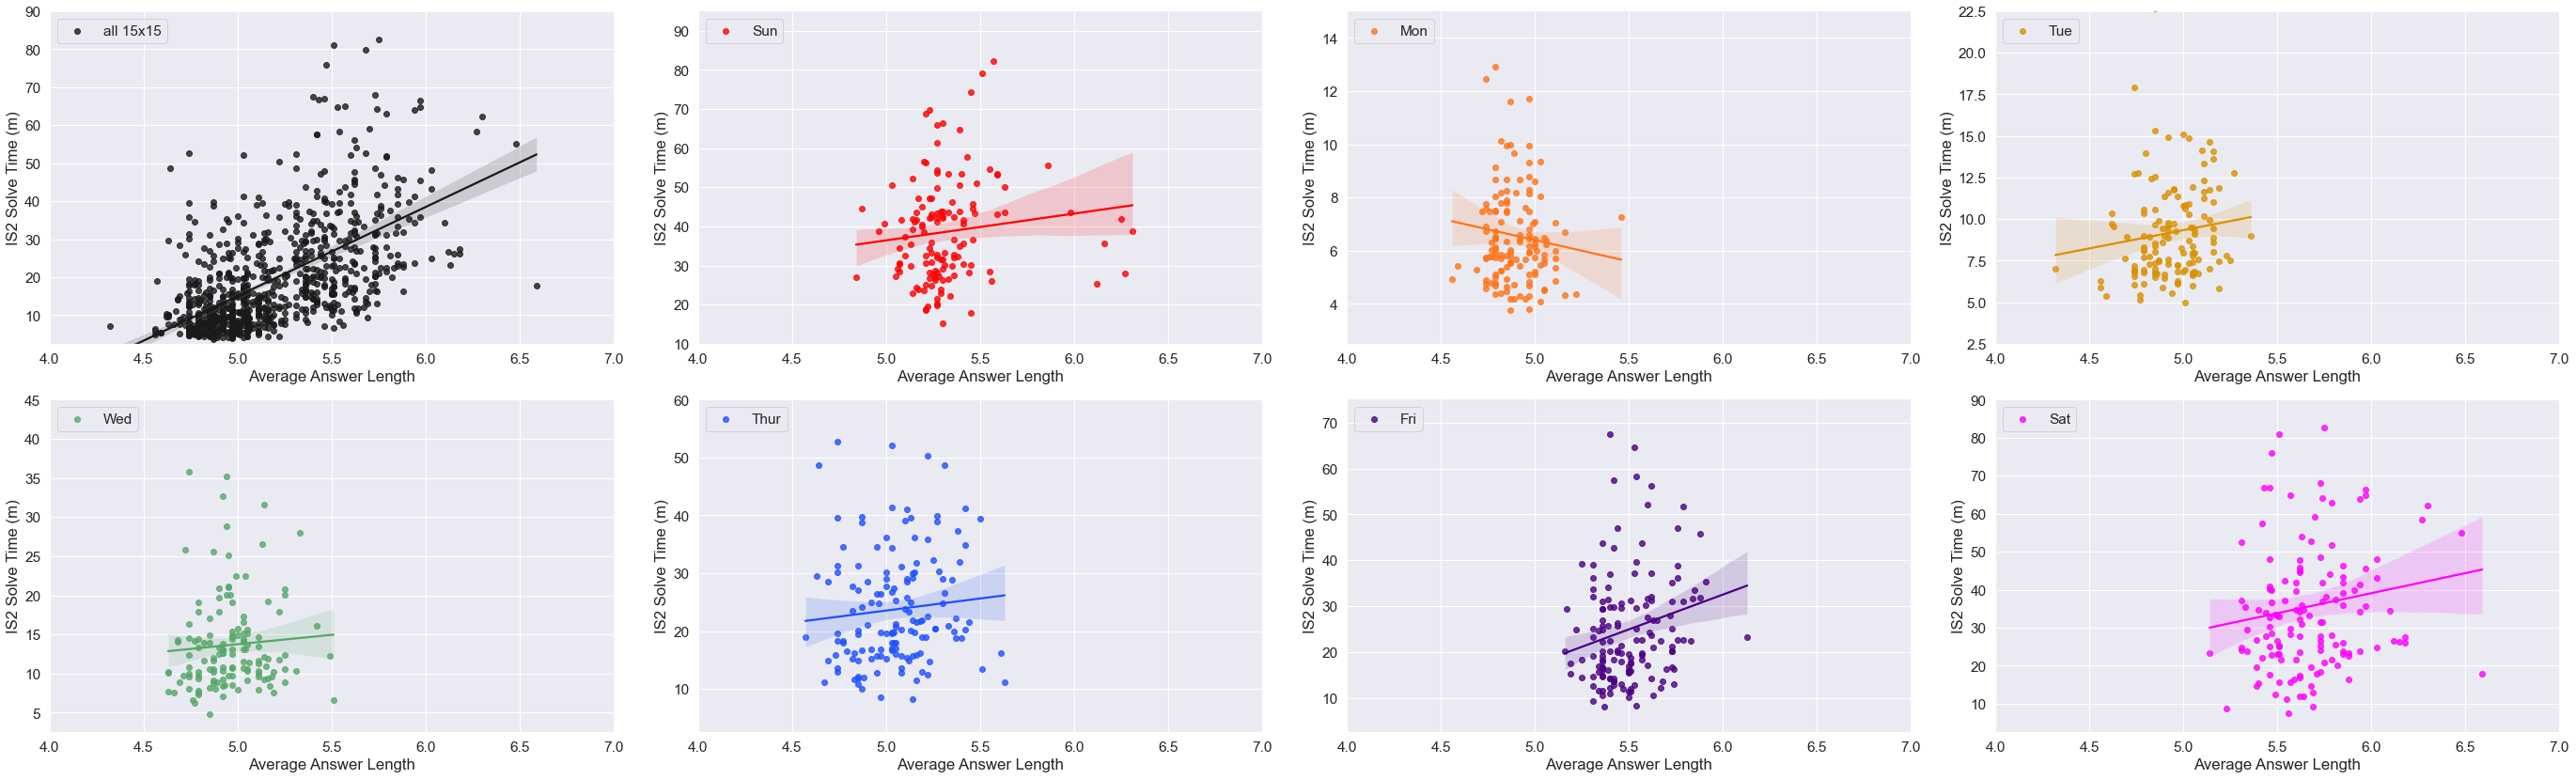 90
80
70
60
50
40
30
20
10
IS2 Solve Time (m)
all 15x15
4.0 4.5 5.0 5.5 6.0 6.5 7.0
Average Answer Length
90
80
70
60
50
40
30
20
10
IS2 Solve Time (m)
Sun
4.0 4.5 5.0 5.5 6.0 6.5 7.0
Average Answer Length
14
12
10
8
6
4
IS2 Solve Time (m)
Mon
4.0 4.5 5.0 5.5 6.0 6.5 7.0
Average Answer Length
22.5
20.0
17.5
15.0
12.5
10.0
7.5
5.0
2.5
IS2 Solve Time (m)
Tue
4.0 4.5 5.0 5.5 6.0 6.5 7.0
Average Answer Length
45
40
35
30
25
20
15
10
5
IS2 Solve Time (m)
Wed
4.0 4.5 5.0 5.5 6.0 6.5 7.0
Average Answer Length
60
50
40
30
20
10
IS2 Solve Time (m)
Thur
4.0 4.5 5.0 5.5 6.0 6.5 7.0
Average Answer Length
70
60
50
40
30
20
10
IS2 Solve Time (m)
Fri
4.0 4.5 5.0 5.5 6.0 6.5 7.0
Average Answer Length
90
80
70
60
50
40
30
20
10
IS2 Solve Time (m)
Sat
4.0 4.5 5.0 5.5 6.0 6.5 7.0
Average Answer Length